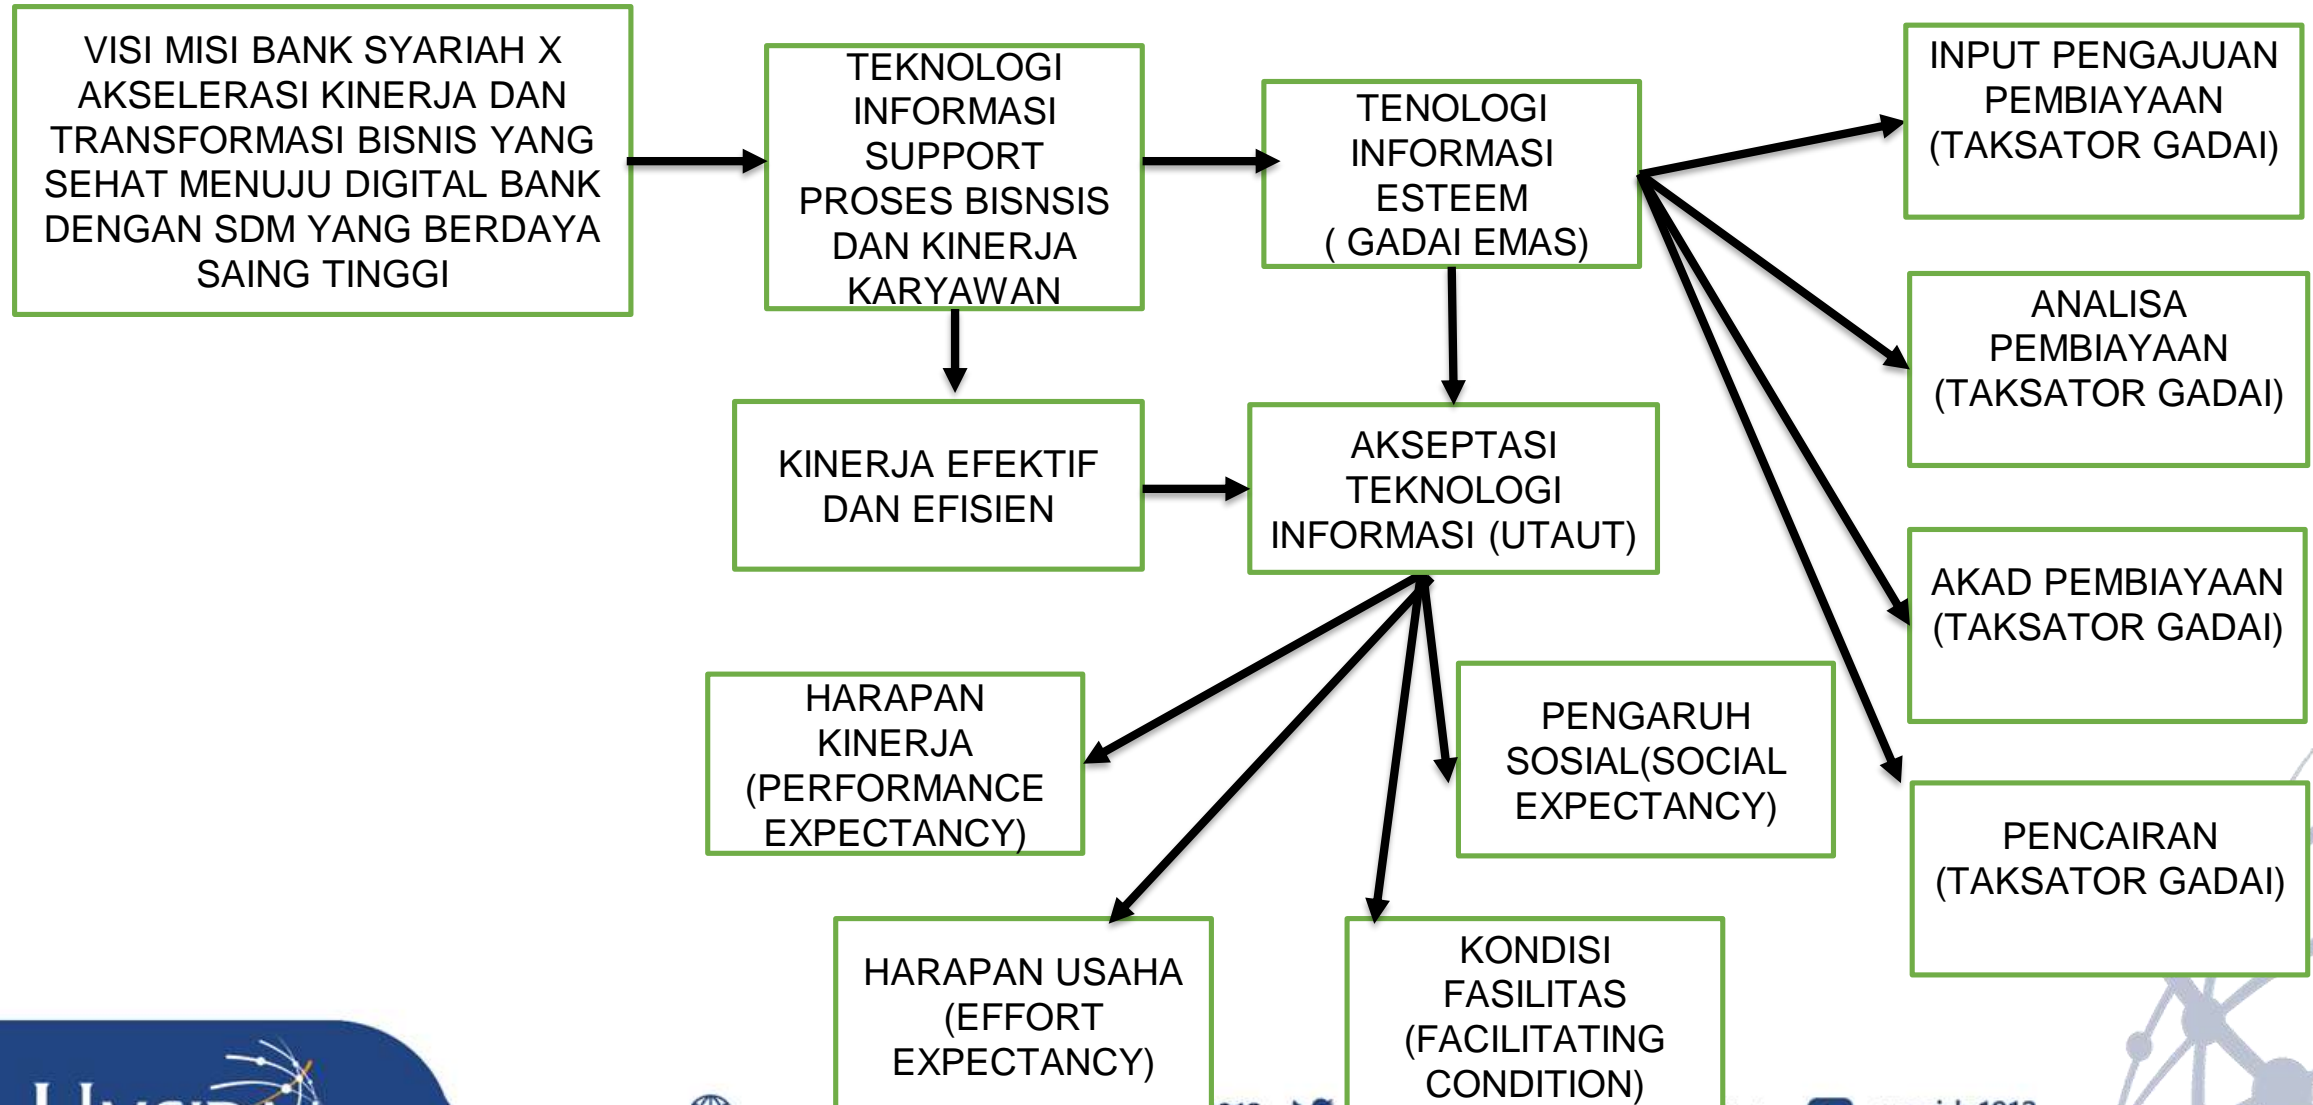 VISI MISI BANK SYARIAH X
AKSELERASI KINERJA DAN
TRANSFORMASI BISNIS YANG
SEHAT MENUJU DIGITAL BANK
DENGAN SDM YANG BERDAYA
SAING TINGGI
TEKNOLOGI
INFORMASI
SUPPORT
PROSES BISNSIS
DAN KINERJA
KARYAWAN
TENOLOGI
INFORMASI
ESTEEM
( GADAI EMAS)
INPUT PENGAJUAN
PEMBIAYAAN
(TAKSATOR GADAI)
ANALISA
PEMBIAYAAN
(TAKSATOR GADAI)
KINERJA EFEKTIF
DAN EFISIEN
AKSEPTASI
TEKNOLOGI
INFORMASI (UTAUT)
AKAD PEMBIAYAAN
(TAKSATOR GADAI)
HARAPAN
KINERJA
(PERFORMANCE
EXPECTANCY)
PENGARUH
SOSIAL(SOCIAL
EXPECTANCY)
PENCAIRAN
(TAKSATOR GADAI)
HARAPAN USAHA
(EFFORT
EXPECTANCY)
KONDISI
FASILITAS
(FACILITATING
CONDITION)